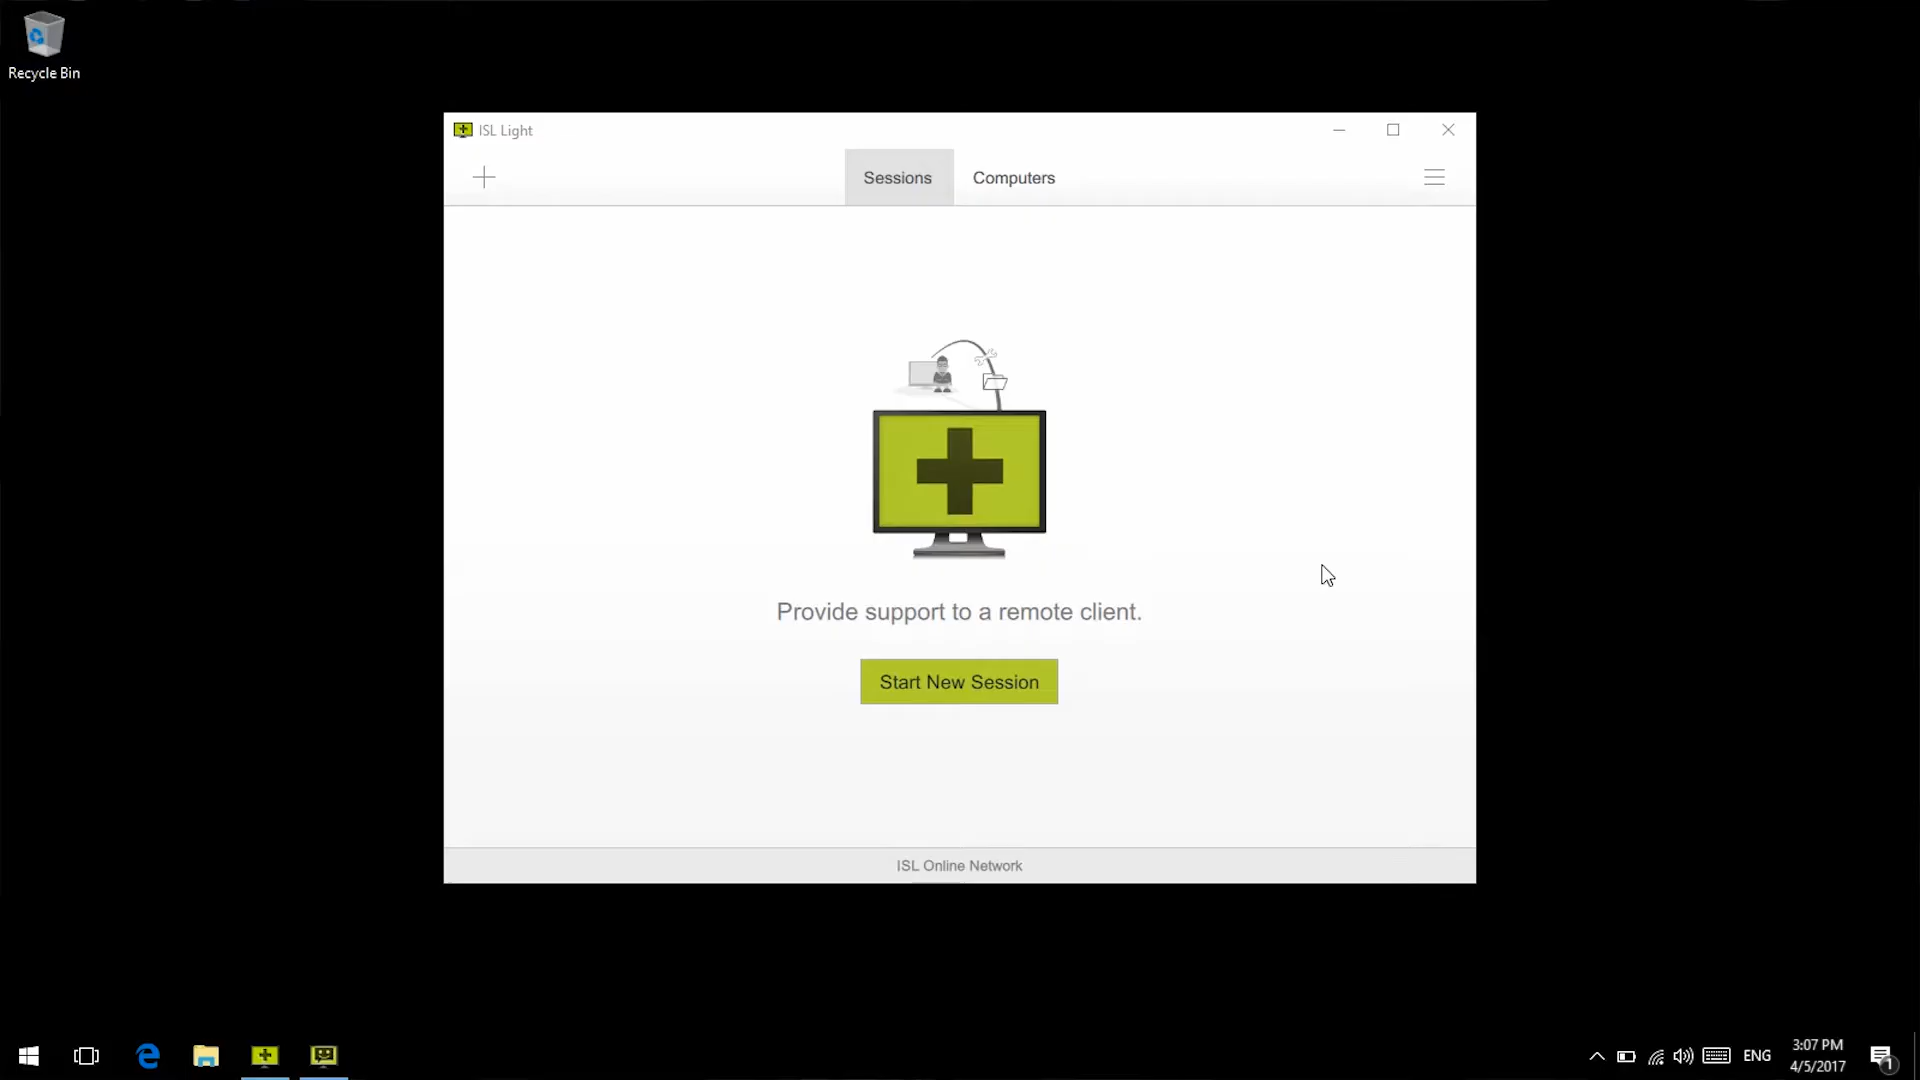 Recycle Bin
ISL Light
Sessions
Computers
Provide support to a remote client.
Start New Session
ISL Online Network
ENG
3:07 PM
4/5/2017
1